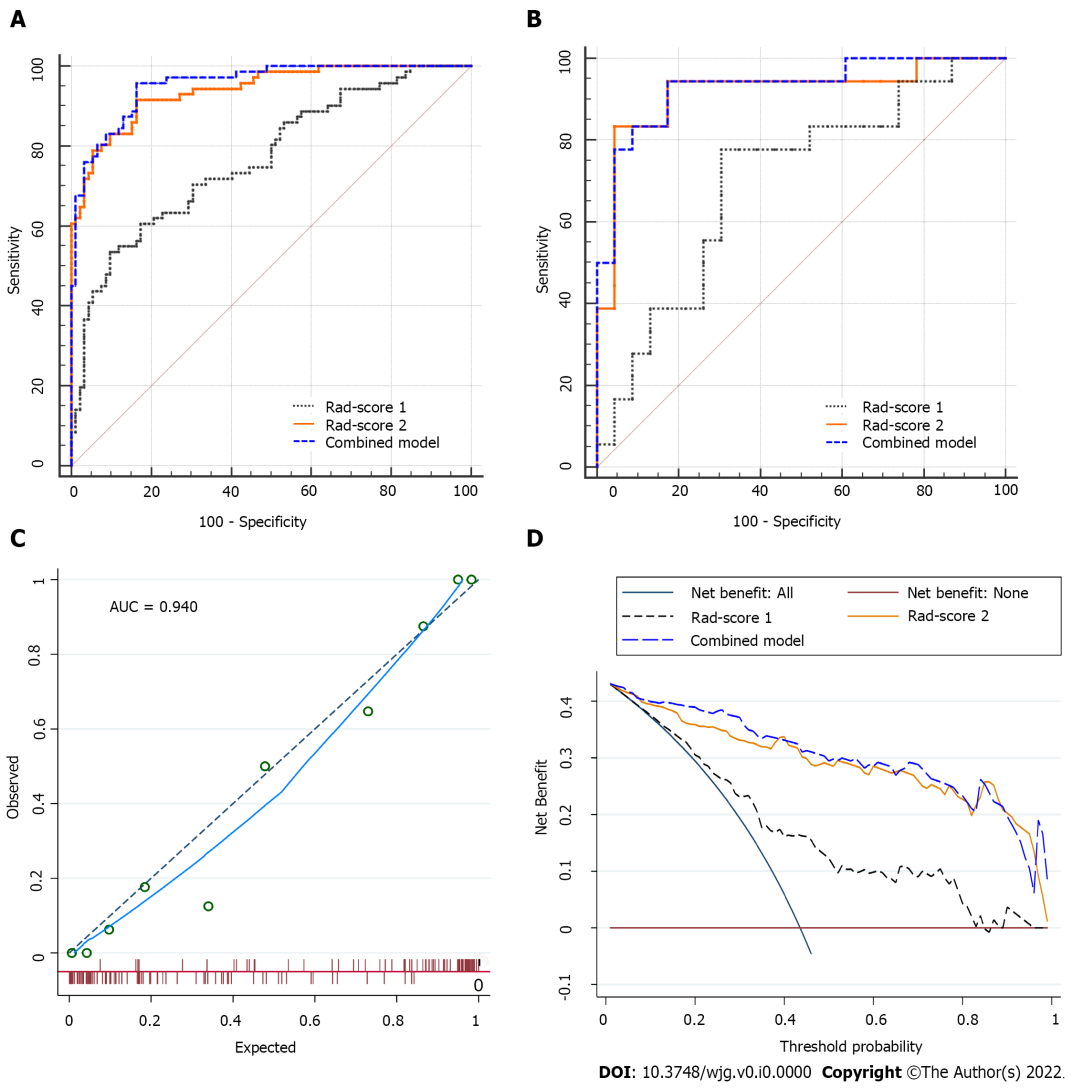 A
B
100
80
60
40
20
0
Sensitivity
Rad-score 1
Rad-score 2
Combined model
0 20 40 60 80 100
100 - Specificity
100
80
60
40
20
0
Sensitivity
Rad-score 1
Rad-score 2
Combined model
0 20 40 60 80 100
100 - Specificity
C
D
AUC = 0.940
1
0.8
0.6
0.4
0.2
0
Observed
0
0 0.2 0.4 0.6 0.8 1
Expected
Net benefit: All Net benefit: None
Rad-score 1 Rad-score 2
Combined model
0.4
0.3
0.2
0.1
0
-0.1
Net Benefit
0 0.2 0.4 0.6 0.8 1
Threshold probability
DOI: 10.3748/wjg.v0.i0.0000 Copyright ©The Author(s) 2022.